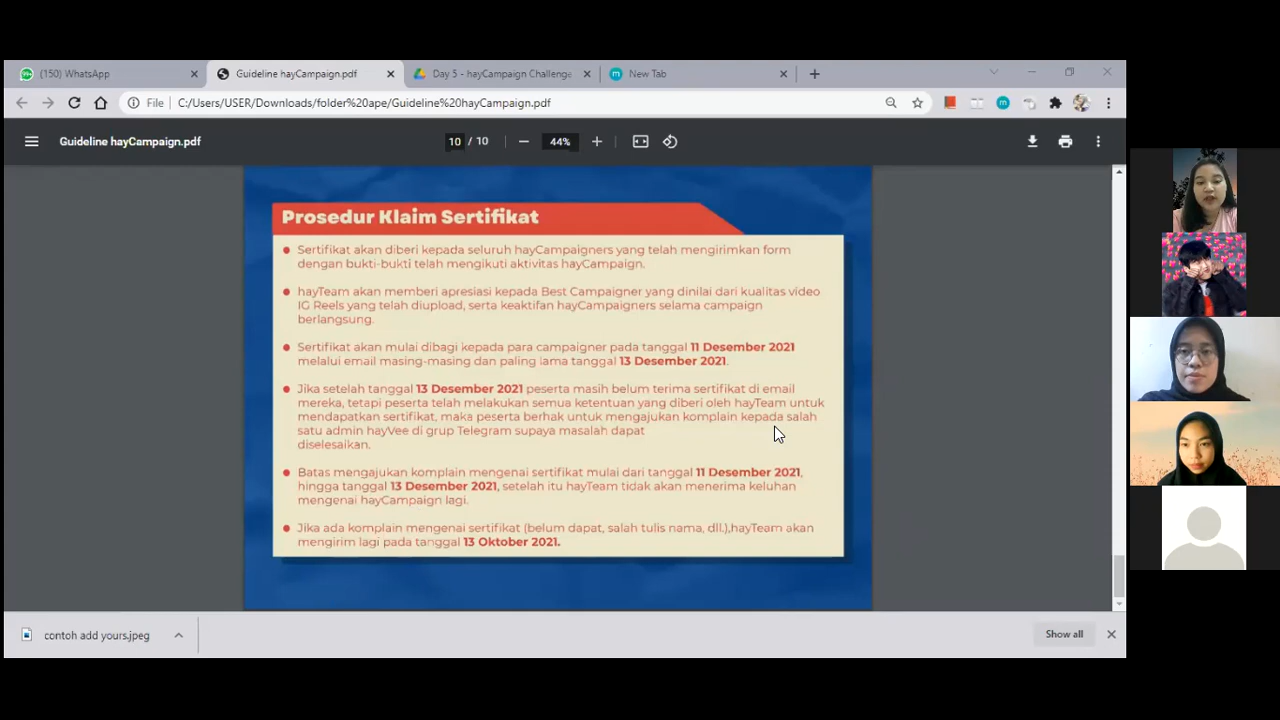 (150) WhatsApp
Guideline hayCampaign.pdf
Day 5 - hayCampaign Challenge
New Tab
File
C:/Users/USER/Downloads/folder%20ape/Guideline%20hayCampaign.pdf
Guideline hayCampaign.pdf
10 / 10
44%
Prosedur Klaim Sertifikat
Sertifikat akan diberi kepada seluruh hayCampaigners yang telah mengirimkan form
dengan bukti-bukti telah mengikuti aktivitas hayCampaign.
hayTeam akan memberi apresiasi kepada Best Campaigner yang dinilai dari kualitas video
IG Reels yang telah diupload, serta keaktifan hayCampaigners selama campaign
berlangsung.
Sertifikat akan mulai dibagi kepada para campaigner pada tanggal 11 Desember 2021
melalui email masing-masing dan paling lama tanggal 13 Desember 2021.
Jika setelah tanggal 13 Desember 2021 peserta masih belum terima sertifikat di email
mereka, tetapi peserta telah melakukan semua ketentuan yang diberi oleh hayTeam untuk
mendapatkan sertifikat, maka peserta berhak untuk mengajukan komplain kepada salah
satu admin hayVee di grup Telegram supaya masalah dapat
diselesaikan.
Batas mengajukan komplain mengenai sertifikat mulai dari tanggal 11 Desember 2021,
hingga tanggal 13 Desember 2021, setelah itu hayTeam tidak akan menerima keluhan
mengenai hayCampaign lagi.
Jika ada komplain mengenai sertifikat (belum dapat, salah tulis nama, dll.),hayTeam akan
mengirim lagi pada tanggal 13 Oktober 2021.
contoh add yours.jpeg
Show all